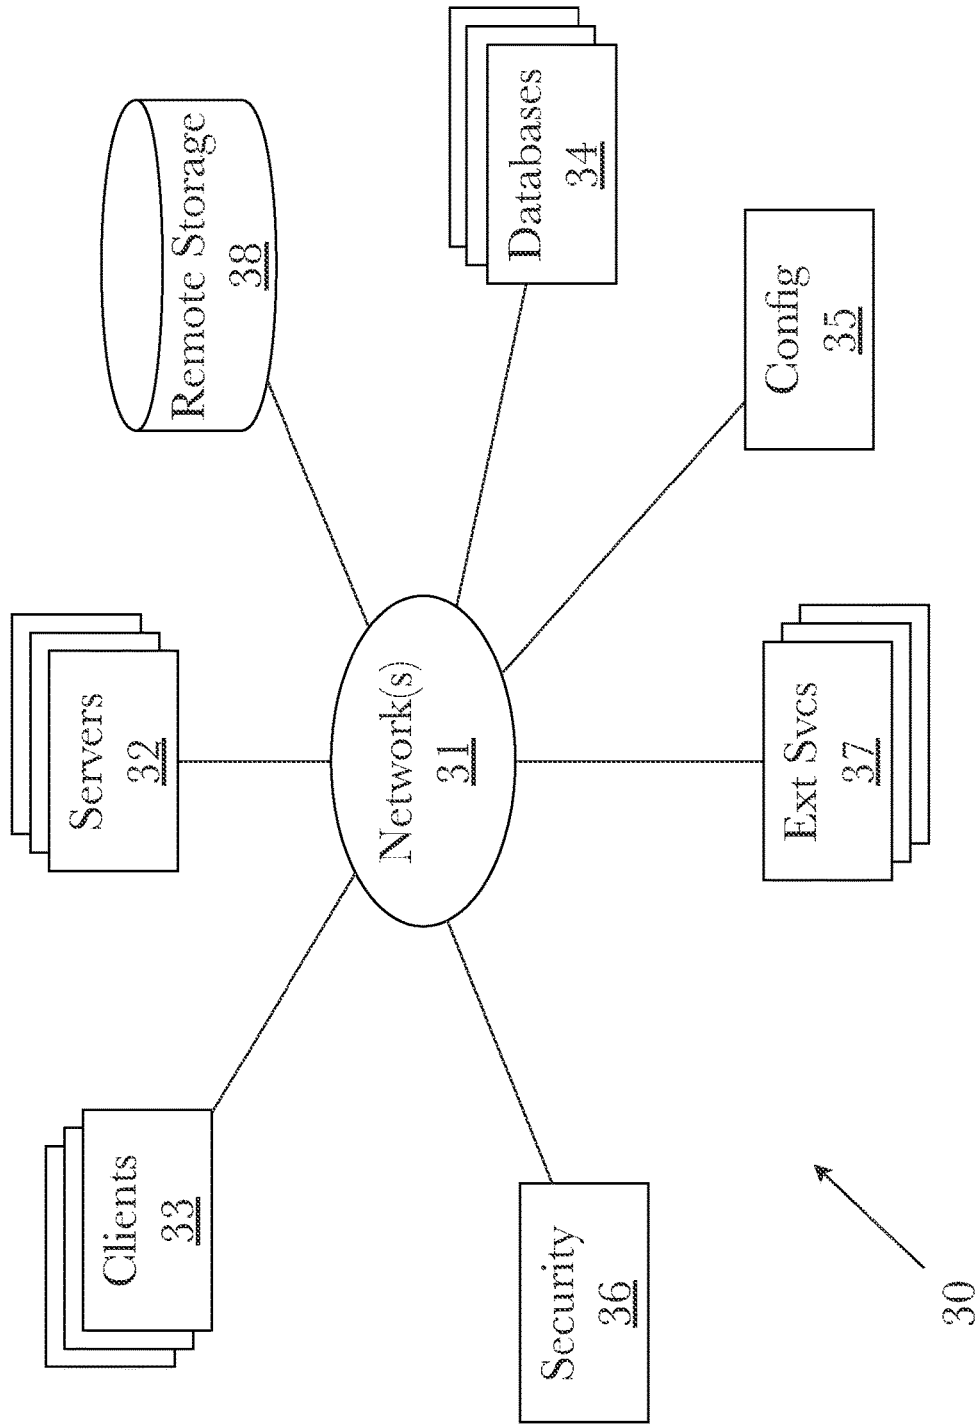 Clients
33
Servers
32
Remote Storage
38
Network(s)
31
Databases
34
Security
36
Ext Svcs
37
Config
35
30